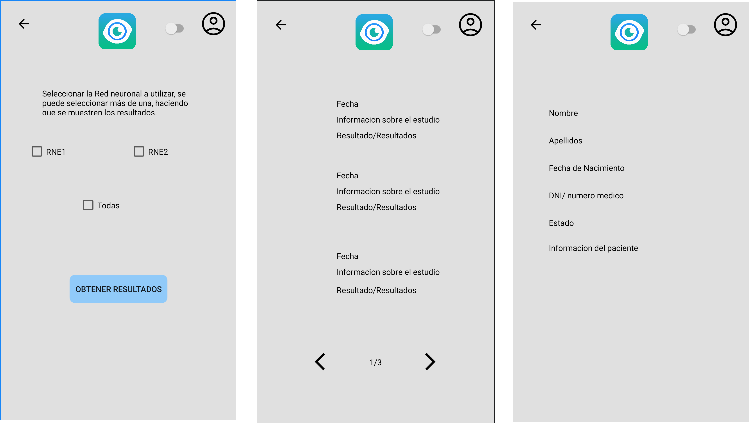 Seleccionar la Red neuronal a utilizar, se
puede seleccionar más de una, haciendo
que se muestren los resultados
RNE1
RNE2
Todas
OBTENER RESULTADOS
Fecha
Informacion sobre el estudio
Resultado/Resultados
Fecha
Informacion sobre el estudio
Resultado/Resultados
Fecha
Informacion sobre el estudio
Resultado/Resultados
1/3
Nombre
Apellidos
Fecha de Nacimiento
DNI/ numero medico
Estado
Informacion del paciente